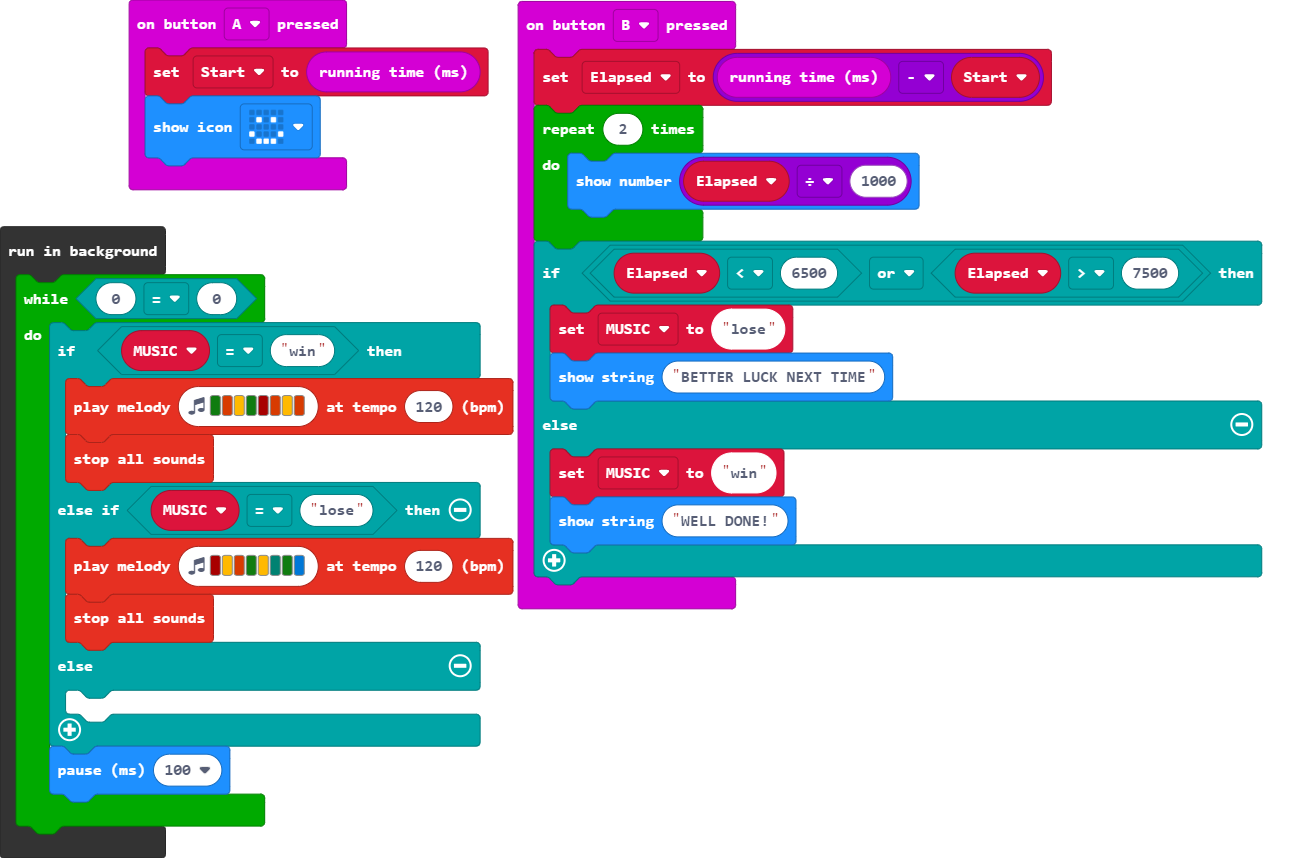 on button A pressed
set Start to running time (ms)
show icon
on button B pressed
set Elapsed to running time (ms) - Start
repeat 2 times
do
show number Elapsed ÷ 1000
if Elapsed < 6500 or Elapsed > 7500 then
set MUSIC to "lose"
show string "BETTER LUCK NEXT TIME"
else
set MUSIC to "win"
show string "WELL DONE!"
run in background
while 0 = 0
do
if MUSIC = "win" then
play melody at tempo 120 (bpm)
stop all sounds
else if MUSIC = "lose" then
play melody at tempo 120 (bpm)
stop all sounds
else
pause (ms) 100